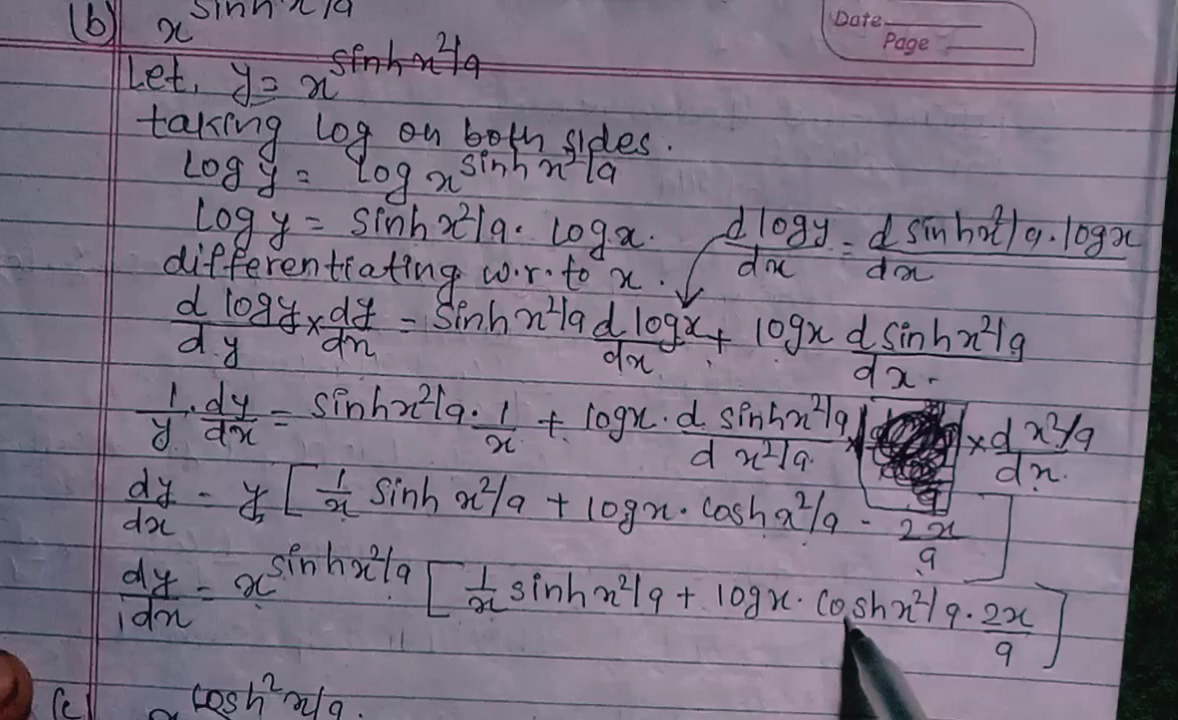 (b) x^sinh x²/a
Date
Page
Let, y = x^sinh x²/a
taking log on both sides.
log y = log x^sinh x²/a
log y = sinh x²/a · log x. d log y/dx = d sinh x²/a · log x/dx
differentiating w.r. to x.
d log y/dy × dy/dx = sinh x²/a d log x/dx + log x d sinh x²/a/dx.
1/y · dy/dx = sinh x²/a · 1/x + log x · d sinh x²/a/d x²/a × d x²/a/dx.
dy/dx = y [1/x sinh x²/a + log x · cosh x²/a - 2x/a]
dy/dx = x^sinh x²/a [1/x sinh x²/a + log x · cosh x²/a · 2x/a]
(c) x^cosh² x/a.